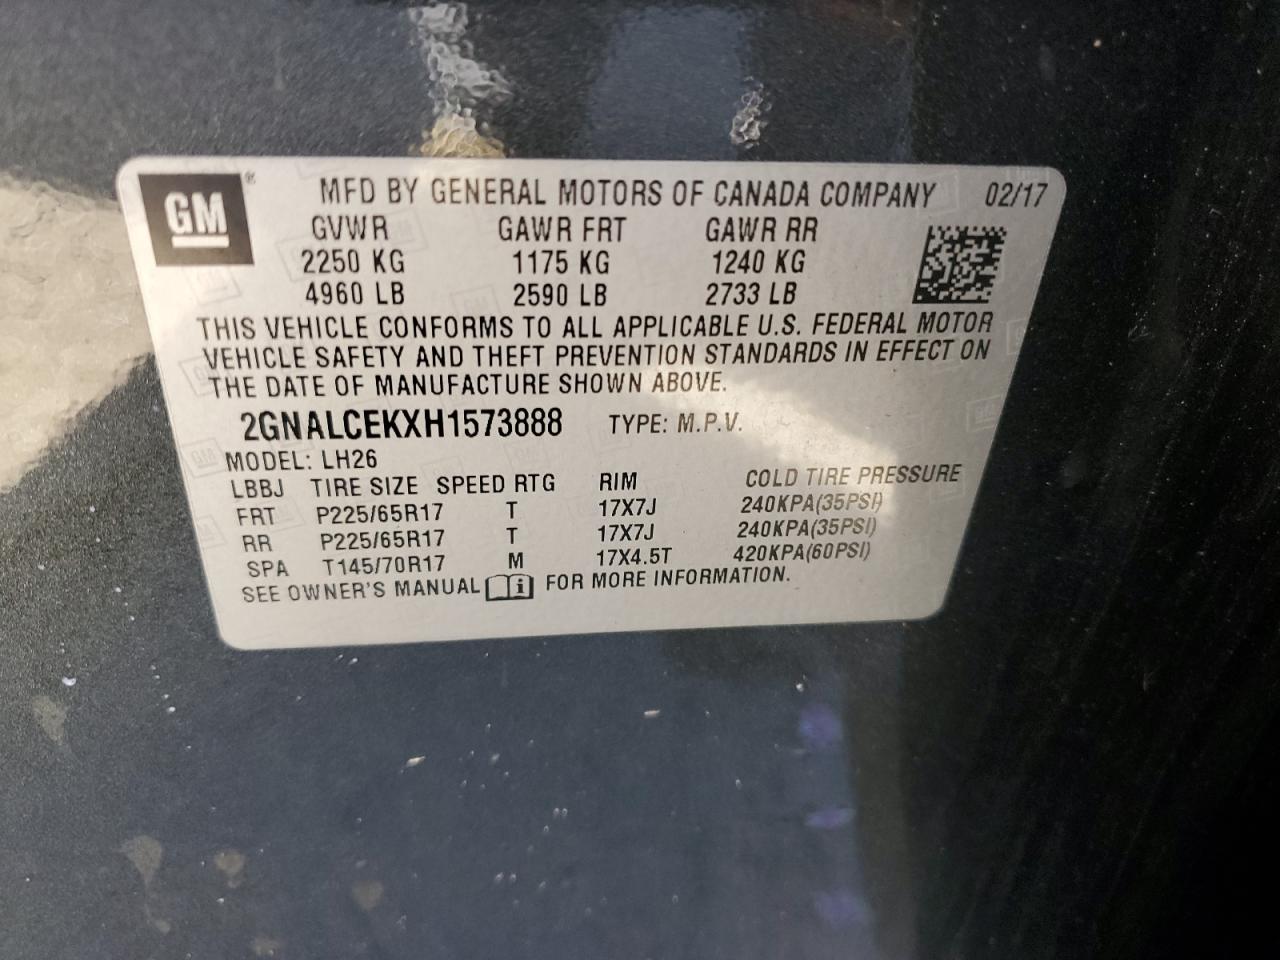 GM ® MFD BY GENERAL MOTORS OF CANADA COMPANY 02/17
GVWR GAWR FRT GAWR RR
2250 KG 1175 KG 1240 KG
4960 LB 2590 LB 2733 LB
THIS VEHICLE CONFORMS TO ALL APPLICABLE U.S. FEDERAL MOTOR
VEHICLE SAFETY AND THEFT PREVENTION STANDARDS IN EFFECT ON
THE DATE OF MANUFACTURE SHOWN ABOVE.
2GNALCEKXH1573888 TYPE: M.P.V.
MODEL: LH26
LBBJ TIRE SIZE SPEED RTG RIM COLD TIRE PRESSURE
FRT P225/65R17 T 17X7J 240KPA(35PSI)
RR P225/65R17 T 17X7J 240KPA(35PSI)
SPA T145/70R17 M 17X4.5T 420KPA(60PSI)
SEE OWNER'S MANUAL i FOR MORE INFORMATION.